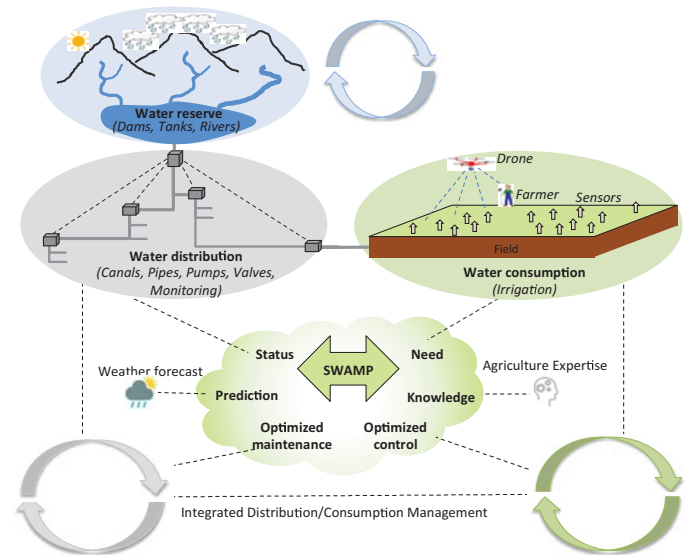 Water reserve
(Dams, Tanks, Rivers)
Drone
Farmer
Sensors
Field
Water distribution
(Canals, Pipes, Pumps, Valves,
Monitoring)
Water consumption
(Irrigation)
Status
Need
SWAMP
Weather forecast
Agriculture Expertise
Prediction
Knowledge
Optimized
maintenance
Optimized
control
Integrated Distribution/Consumption Management